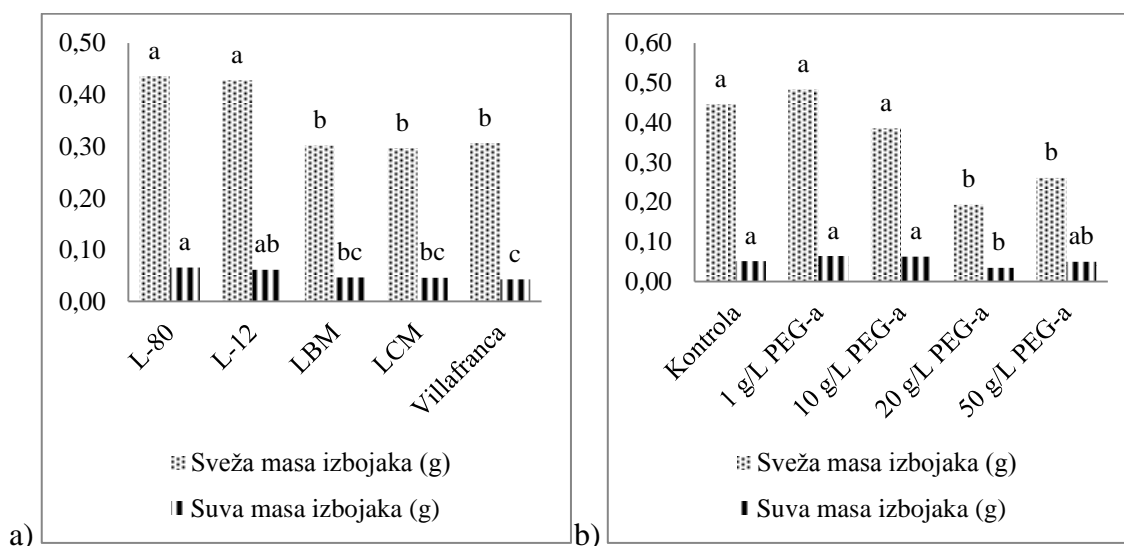 0,50
0,40
0,30
0,20
0,10
0,00
a a b b b
a ab bc bc c
L-80
L-12
LBM
LCM
Villafranca
Sveža masa izbojaka (g)
Suva masa izbojaka (g)
a)
0,60
0,50
0,40
0,30
0,20
0,10
0,00
a a a b b
a a a b ab
Kontrola
1 g/L PEG-a
10 g/L PEG-a
20 g/L PEG-a
50 g/L PEG-a
Sveža masa izbojaka (g)
Suva masa izbojaka (g)
b)